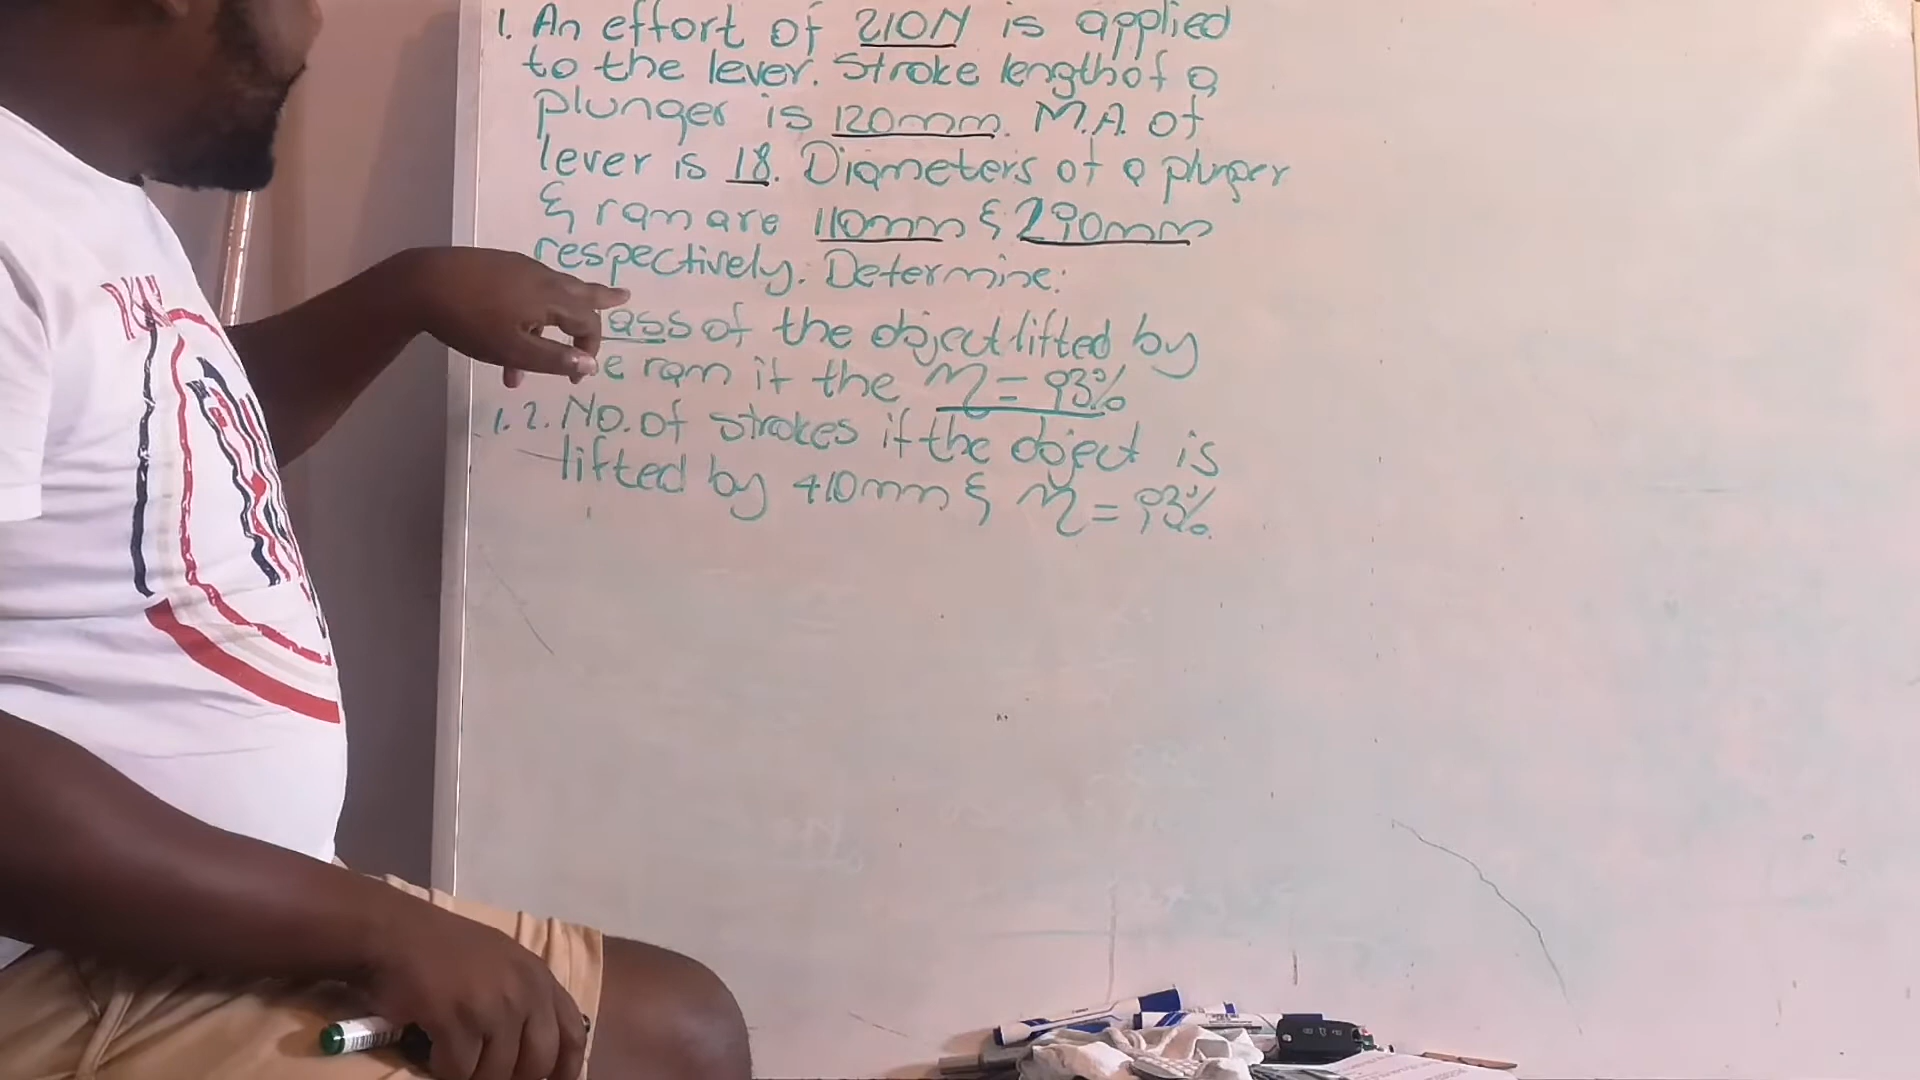 1. An effort of 210N is applied
to the lever. Stroke length of a
plunger is 120mm. M.A. of
lever is 18. Diameters of a plunger
& ram are 110mm & 290mm
respectively. Determine:
ass of the object lifted by
e ram if the η = 93%
1.2. No. of strokes if the object is
lifted by 410mm & η = 93%.